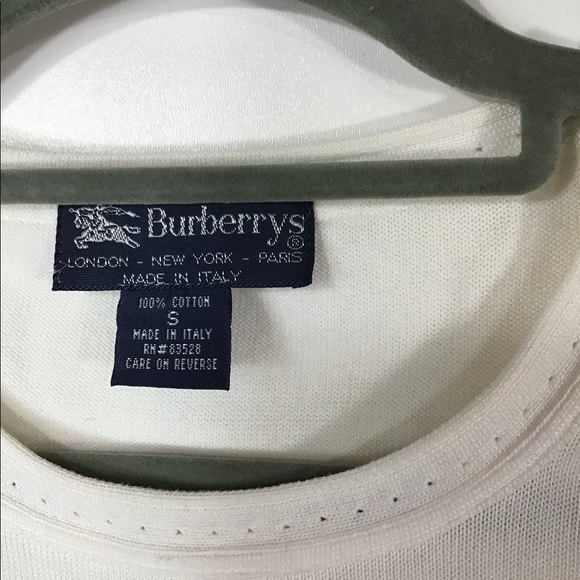 Burberrys®
LONDON - NEW YORK - PARIS
MADE IN ITALY
100% COTTON
S
MADE IN ITALY
RN#83528
CARE ON REVERSE